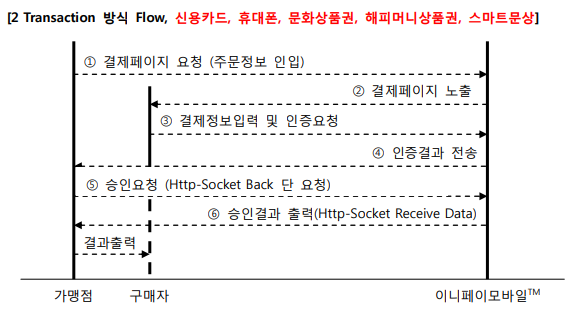 [2 Transaction 방식 Flow, 신용카드, 휴대폰, 문화상품권, 해피머니상품권, 스마트문상]
① 결제페이지 요청 (주문정보 인입)
② 결제페이지 노출
③ 결제정보입력 및 인증요청
④ 인증결과 전송
⑤ 승인요청 (Http-Socket Back 단 요청)
⑥ 승인결과 출력(Http-Socket Receive Data)
결과출력
가맹점 구매자 이니페이모바일TM